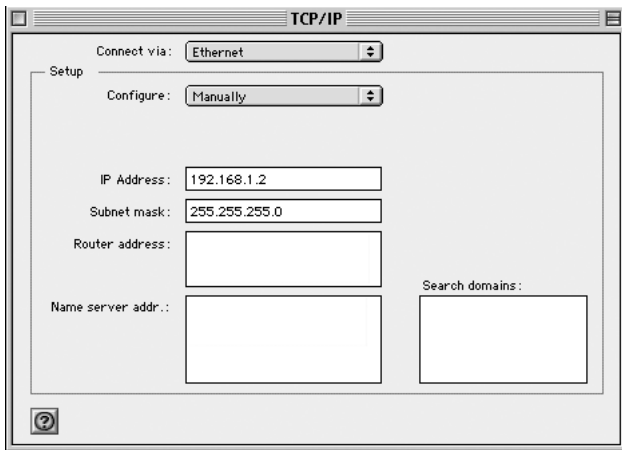 TCP/IP
Connect via: Ethernet
Setup
Configure: Manually
IP Address: 192.168.1.2
Subnet mask: 255.255.255.0
Router address:
Search domains:
Name server addr.:
?